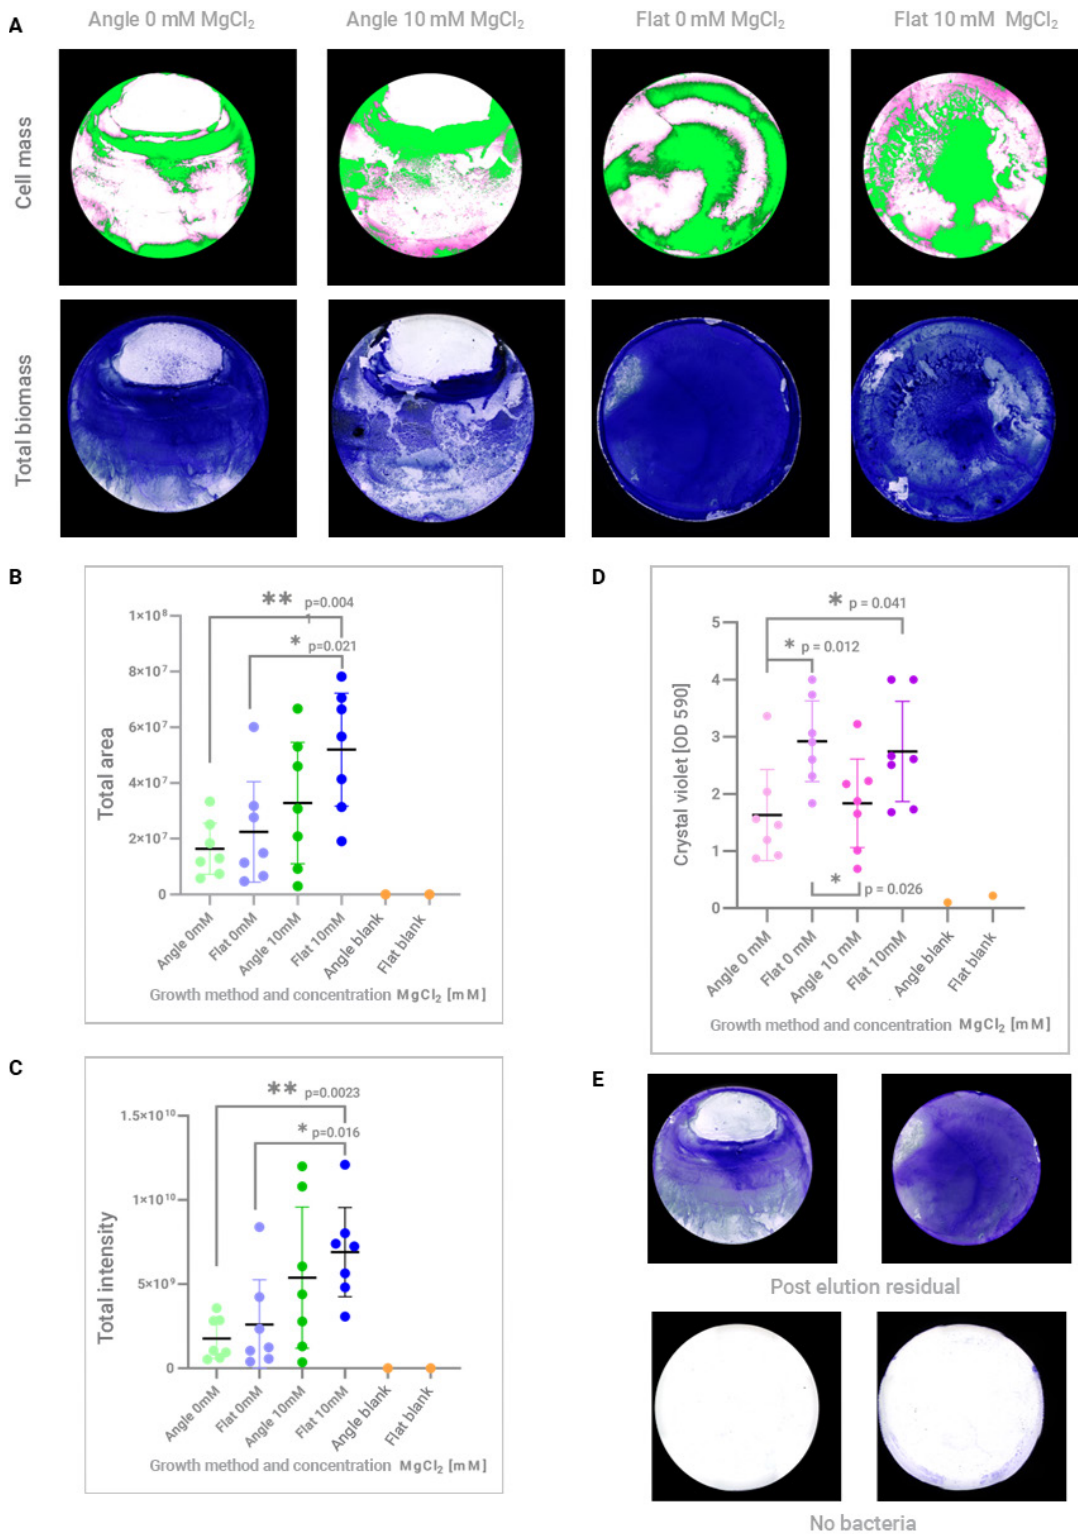 A
Angle 0 mM MgCl₂
Angle 10 mM MgCl₂
Flat 0 mM MgCl₂
Flat 10 mM MgCl₂
Cell mass
Total biomass
B
** p=0.004
1
* p=0.021
1×10⁸
8×10⁷
6×10⁷
4×10⁷
2×10⁷
0
Total area
Angle 0mM
Flat 0mM
Angle 10mM
Flat 10mM
Angle blank
Flat blank
Growth method and concentration MgCl₂ [mM]
D
* p = 0.041
* p = 0.012
* p = 0.026
5
4
3
2
1
0
Crystal violet [OD 590]
Angle 0 mM
Flat 0 mM
Angle 10 mM
Flat 10mM
Angle blank
Flat blank
Growth method and concentration MgCl₂ [mM]
C
** p=0.0023
* p=0.016
1.5×10¹⁰
1×10¹⁰
5×10⁹
0
Total intensity
Angle 0mM
Flat 0mM
Angle 10mM
Flat 10mM
Angle blank
Flat blank
Growth method and concentration MgCl₂ [mM]
E
Post elution residual
No bacteria